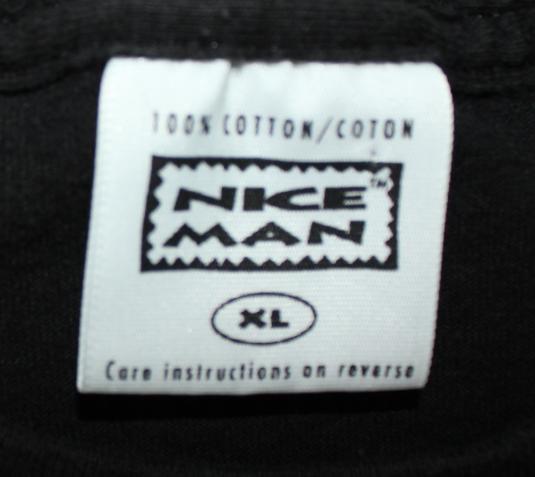 100% COTTON/COTON
NICE™
MAN
XL
Care instructions on reverse